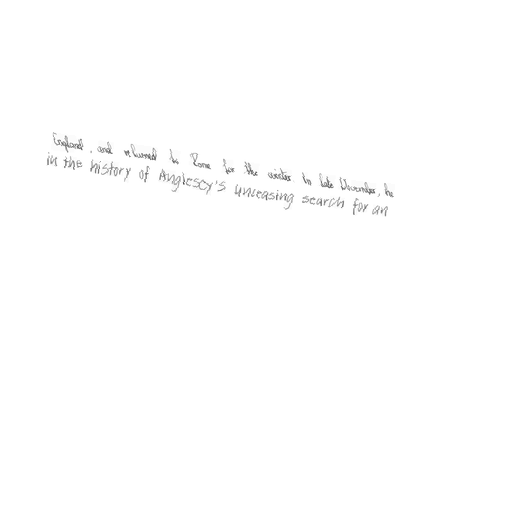 England, and returned to Rome for the winter. In late November, he
in the history of Anglesey's unceasing search for an